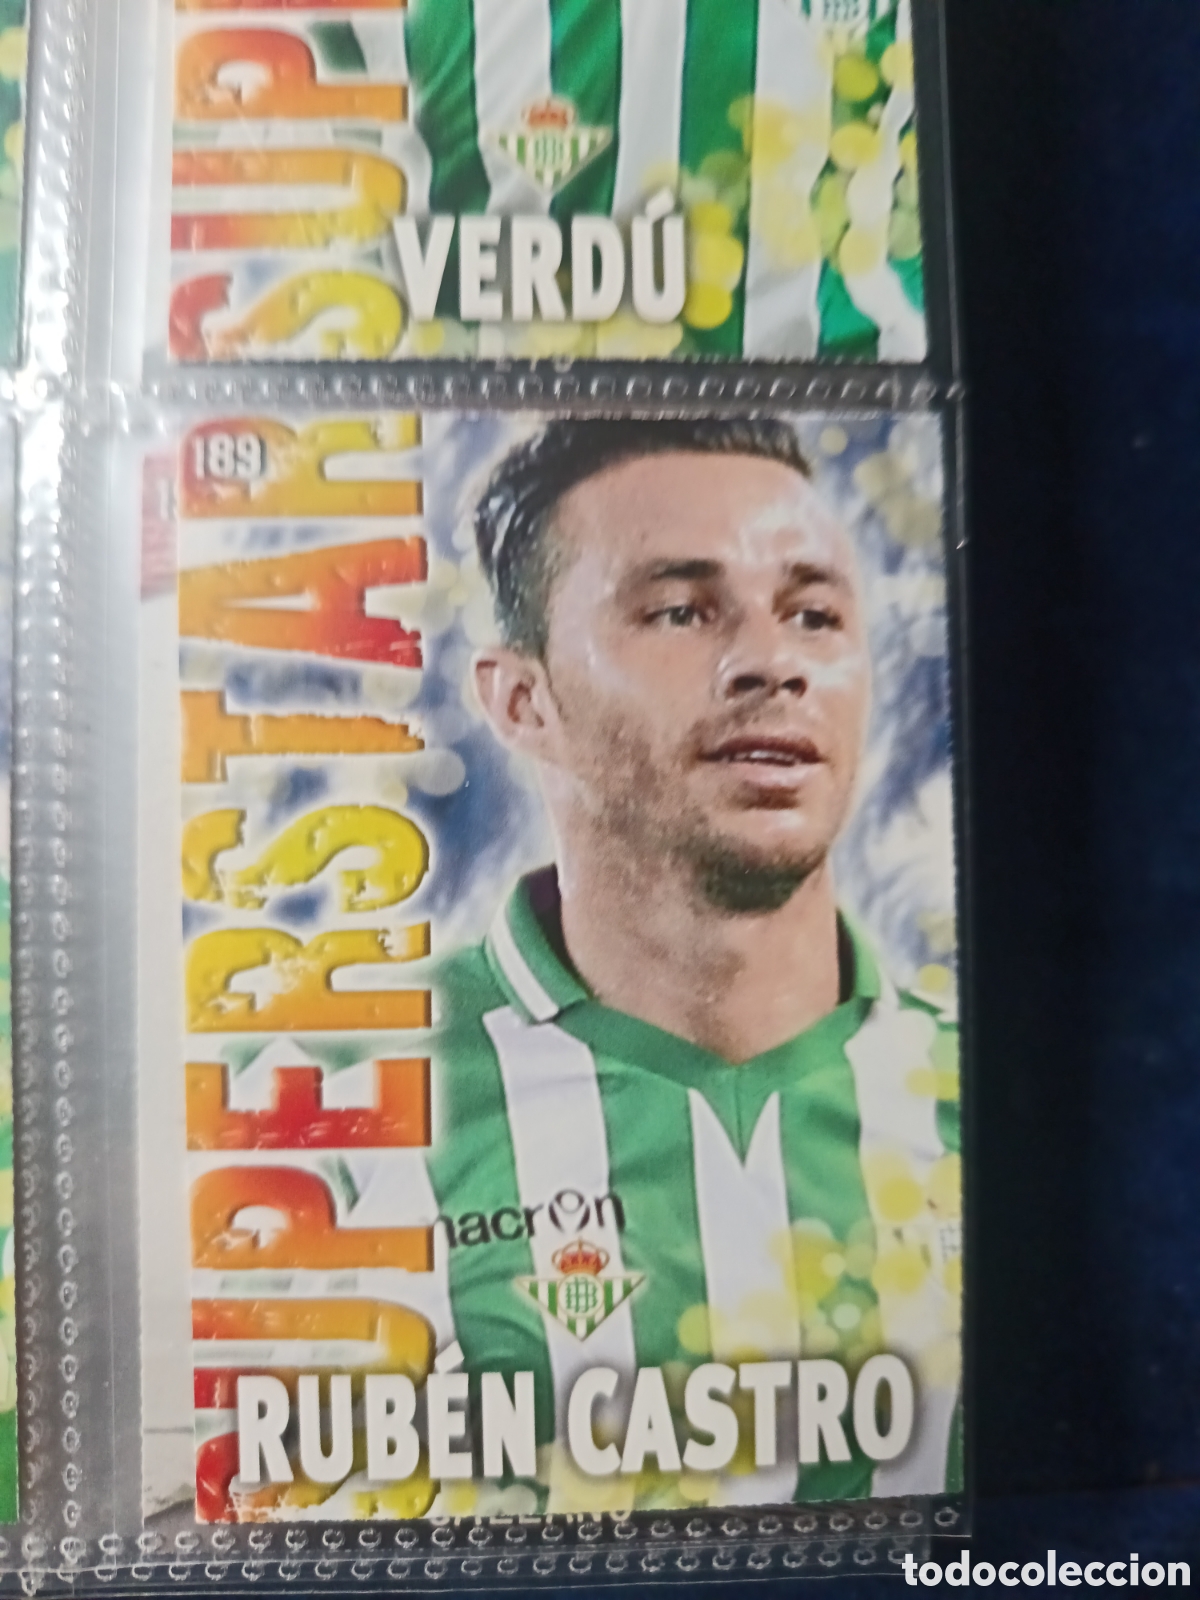 SUPE
VERDÚ
189
SUPERSTAR
macron
RUBÉN CASTRO
todocoleccion